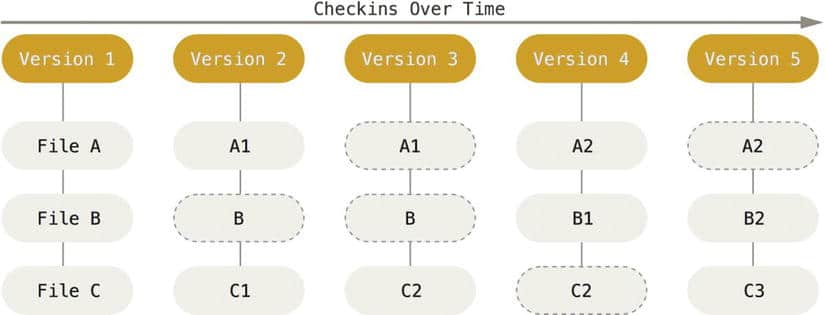 Checkins Over Time
Version 1 Version 2 Version 3 Version 4 Version 5
File A A1 A1 A2 A2
File B B B B1 B2
File C C1 C2 C2 C3